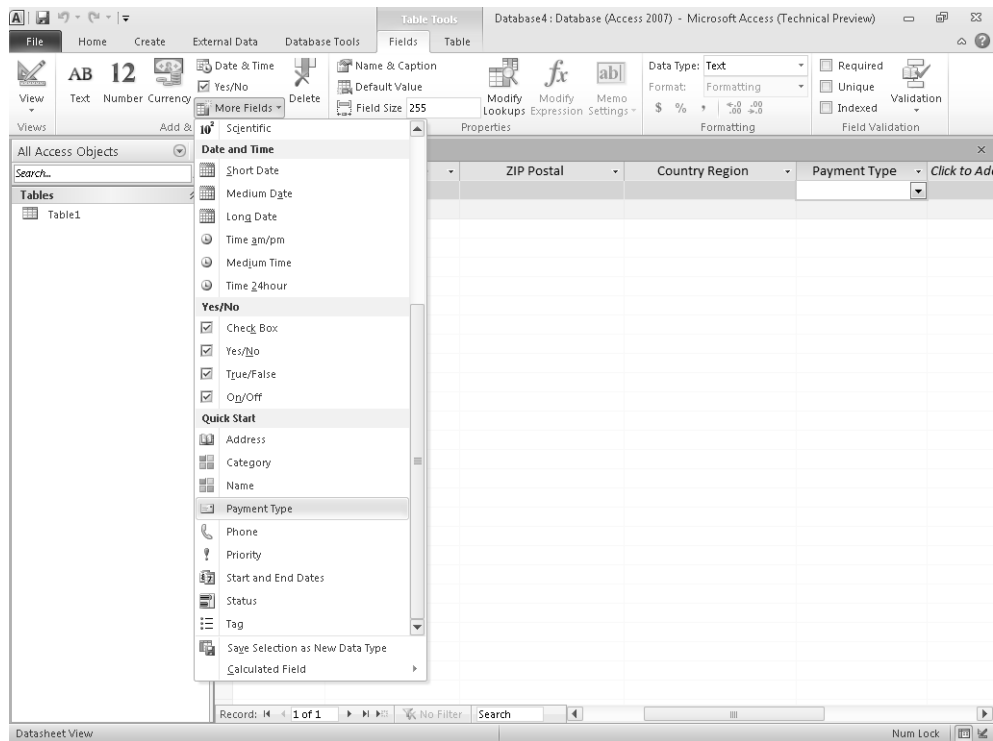 Table Tools
Database4 : Database (Access 2007) - Microsoft Access (Technical Preview)
File Home Create External Data Database Tools Fields Table
View
Views
AB Text
12 Number
Currency
Date & Time
Yes/No
More Fields
Delete
Add &
Name & Caption
Default Value
Field Size 255
Modify Lookups
fx Modify Expression
ab Memo Settings
Properties
Data Type: Text
Format: Formatting
$ % , .0 .00 .00 .0
Formatting
Required
Unique
Indexed
Validation
Field Validation
All Access Objects
Search...
Tables
Table1
ZIP Postal Country Region Payment Type Click to Ad
10² Scientific
Date and Time
Short Date
Medium Date
Long Date
Time am/pm
Medium Time
Time 24hour
Yes/No
Check Box
Yes/No
True/False
On/Off
Quick Start
Address
Category
Name
Payment Type
Phone
Priority
Start and End Dates
Status
Tag
Save Selection as New Data Type
Calculated Field
Record: 1 of 1 No Filter Search
Datasheet View
Num Lock